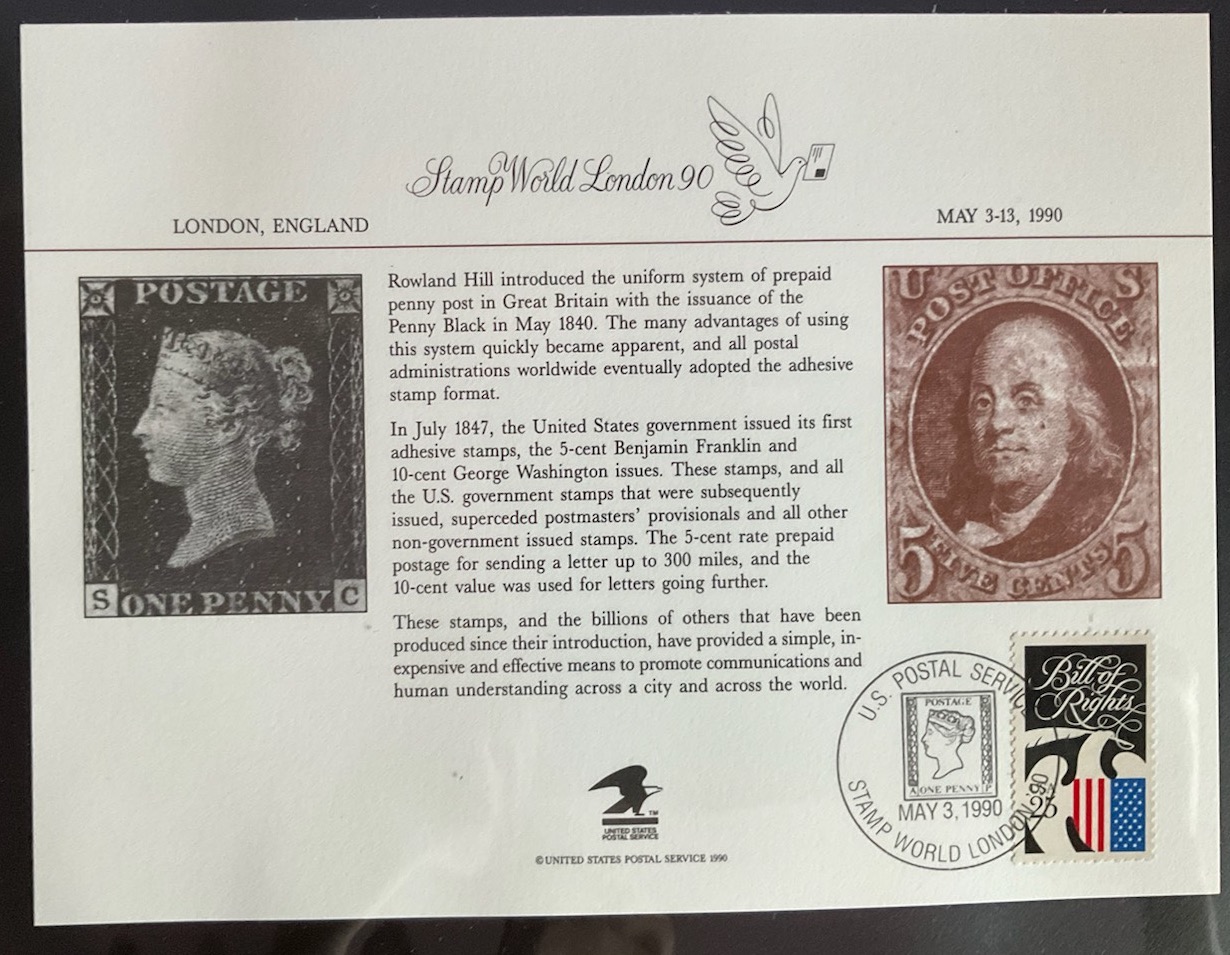 Stamp World London 90
LONDON, ENGLAND
MAY 3-13, 1990
POSTAGE
S ONE PENNY C
Rowland Hill introduced the uniform system of prepaid
penny post in Great Britain with the issuance of the
Penny Black in May 1840. The many advantages of using
this system quickly became apparent, and all postal
administrations worldwide eventually adopted the adhesive
stamp format.
In July 1847, the United States government issued its first
adhesive stamps, the 5-cent Benjamin Franklin and
10-cent George Washington issues. These stamps, and all
the U.S. government stamps that were subsequently
issued, superceded postmasters' provisionals and all other
non-government issued stamps. The 5-cent rate prepaid
postage for sending a letter up to 300 miles, and the
10-cent value was used for letters going further.
These stamps, and the billions of others that have been
produced since their introduction, have provided a simple, in-
expensive and effective means to promote communications and
human understanding across a city and across the world.
U S
POST OFFICE
5 FIVE CENTS 5
U.S. POSTAL SERVICE
POSTAGE
A ONE PENNY P
MAY 3, 1990
STAMP WORLD LONDON '90
Bill of
Rights
25
TM
UNITED STATES
POSTAL SERVICE
© UNITED STATES POSTAL SERVICE 1990